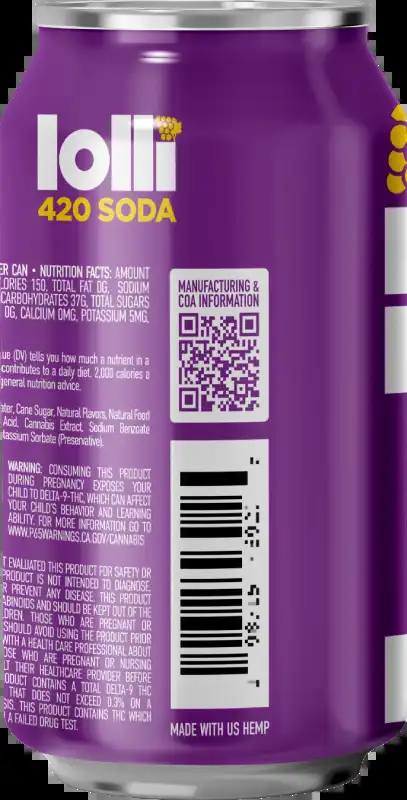 lolli
420 SODA
ER CAN • NUTRITION FACTS: AMOUNT
LORIES 150, TOTAL FAT 0G, SODIUM
CARBOHYDRATES 37G, TOTAL SUGARS
0G, CALCIUM 0MG, POTASSIUM 5MG,
ue (DV) tells you how much a nutrient in a
contributes to a daily diet. 2,000 calories a
general nutrition advice.
ater, Cane Sugar, Natural Flavors, Natural Food
Acid, Cannabis Extract, Sodium Benzoate
otassium Sorbate (Preservative).
WARNING: CONSUMING THIS PRODUCT
DURING PREGNANCY EXPOSES YOUR
CHILD TO DELTA-9-THC, WHICH CAN AFFECT
YOUR CHILD'S BEHAVIOR AND LEARNING
ABILITY. FOR MORE INFORMATION GO TO
WWW.P65WARNINGS.CA.GOV/CANNABIS
T EVALUATED THIS PRODUCT FOR SAFETY OR
PRODUCT IS NOT INTENDED TO DIAGNOSE,
R PREVENT ANY DISEASE. THIS PRODUCT
ABINOIDS AND SHOULD BE KEPT OUT OF THE
LDREN. THOSE WHO ARE PREGNANT OR
SHOULD AVOID USING THE PRODUCT PRIOR
WITH A HEALTH CARE PROFESSIONAL ABOUT
OSE WHO ARE PREGNANT OR NURSING
LT THEIR HEALTHCARE PROVIDER BEFORE
ODUCT CONTAINS A TOTAL DELTA-9 THC
THAT DOES NOT EXCEED 0.3% ON A
SIS. THIS PRODUCT CONTAINS THC WHICH
A FAILED DRUG TEST.
MANUFACTURING &
COA INFORMATION
MADE WITH US HEMP